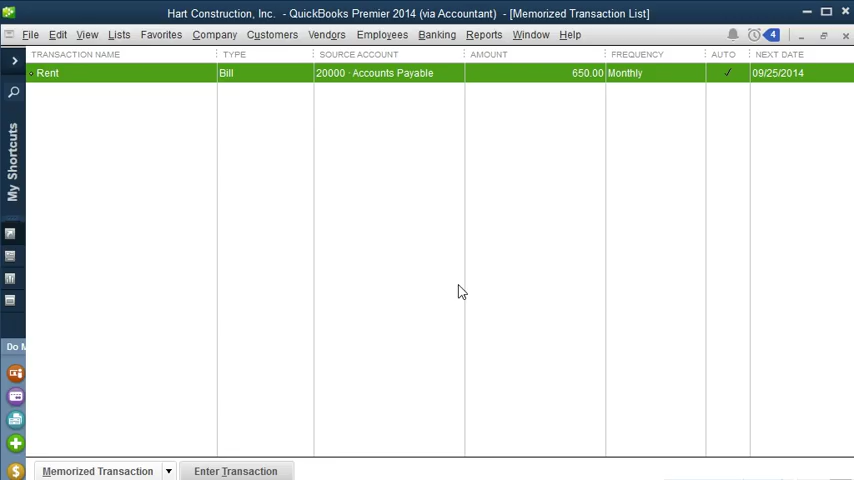 Hart Construction, Inc. - QuickBooks Premier 2014 (via Accountant) - [Memorized Transaction List]
File Edit View Lists Favorites Company Customers Vendors Employees Banking Reports Window Help 4
TRANSACTION NAME TYPE SOURCE ACCOUNT AMOUNT FREQUENCY AUTO NEXT DATE
Rent Bill 20000 · Accounts Payable 650.00 Monthly ✓ 09/25/2014
My Shortcuts
Do M
Memorized Transaction Enter Transaction